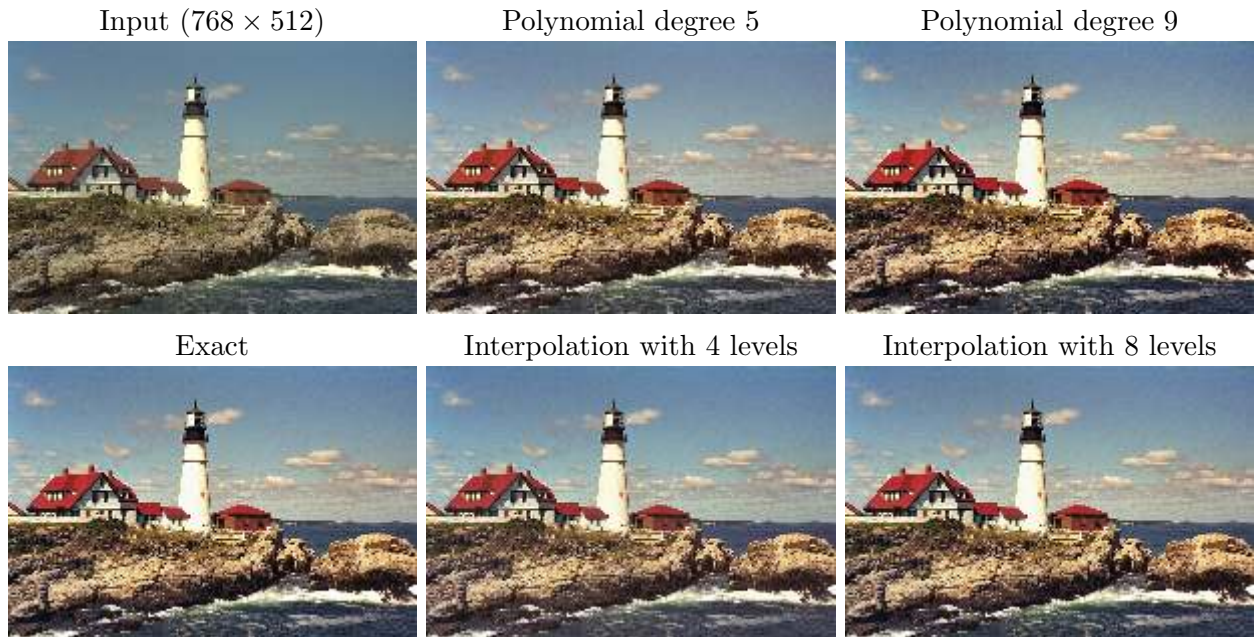 Input (768 × 512)
Polynomial degree 5
Polynomial degree 9
Exact
Interpolation with 4 levels
Interpolation with 8 levels